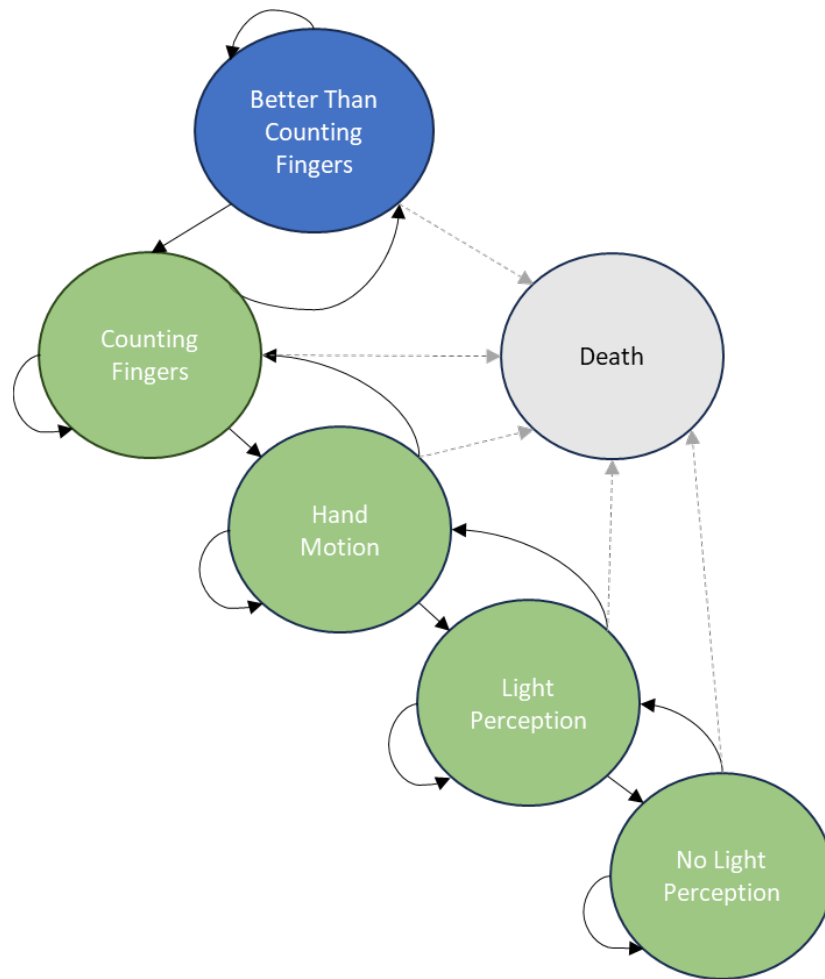 Better Than
Counting
Fingers
Counting
Fingers
Death
Hand
Motion
Light
Perception
No Light
Perception